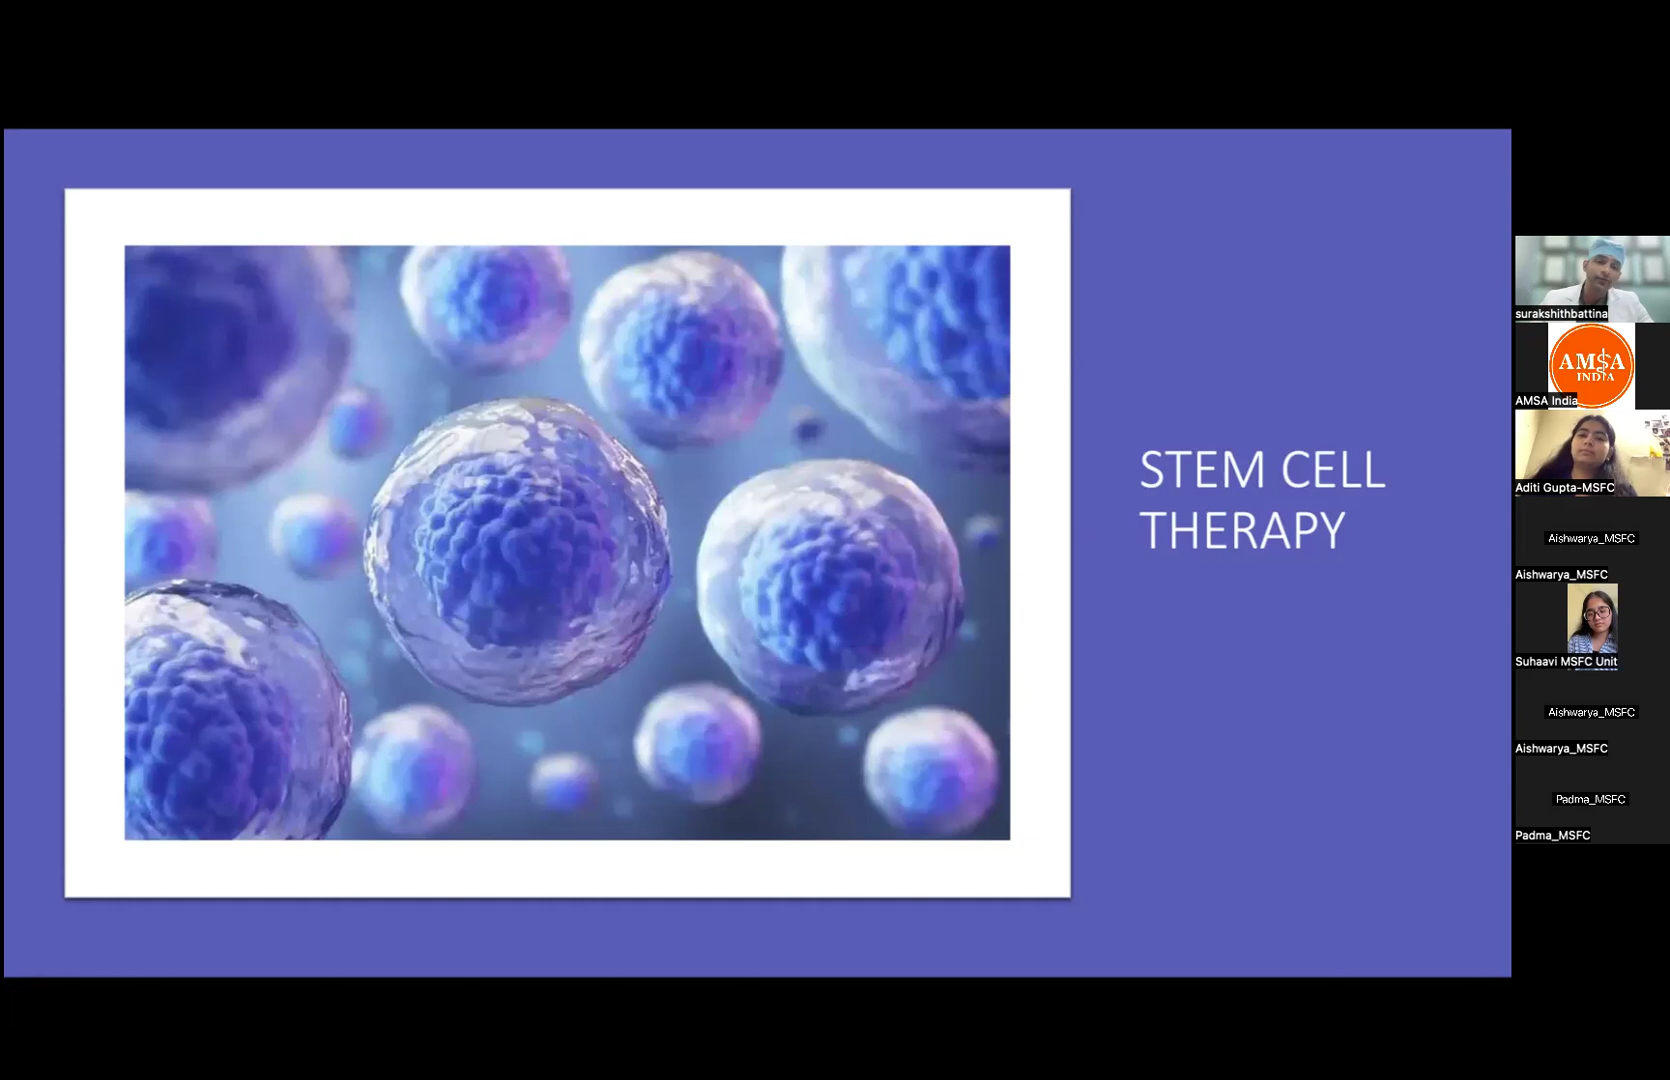 STEM CELL
THERAPY
surakshithbattina
AMSA
INDIA
AMSA India
Aditi Gupta-MSFC
Aishwarya_MSFC
Aishwarya_MSFC
Suhaavi MSFC Unit
Aishwarya_MSFC
Aishwarya_MSFC
Padma_MSFC
Padma_MSFC